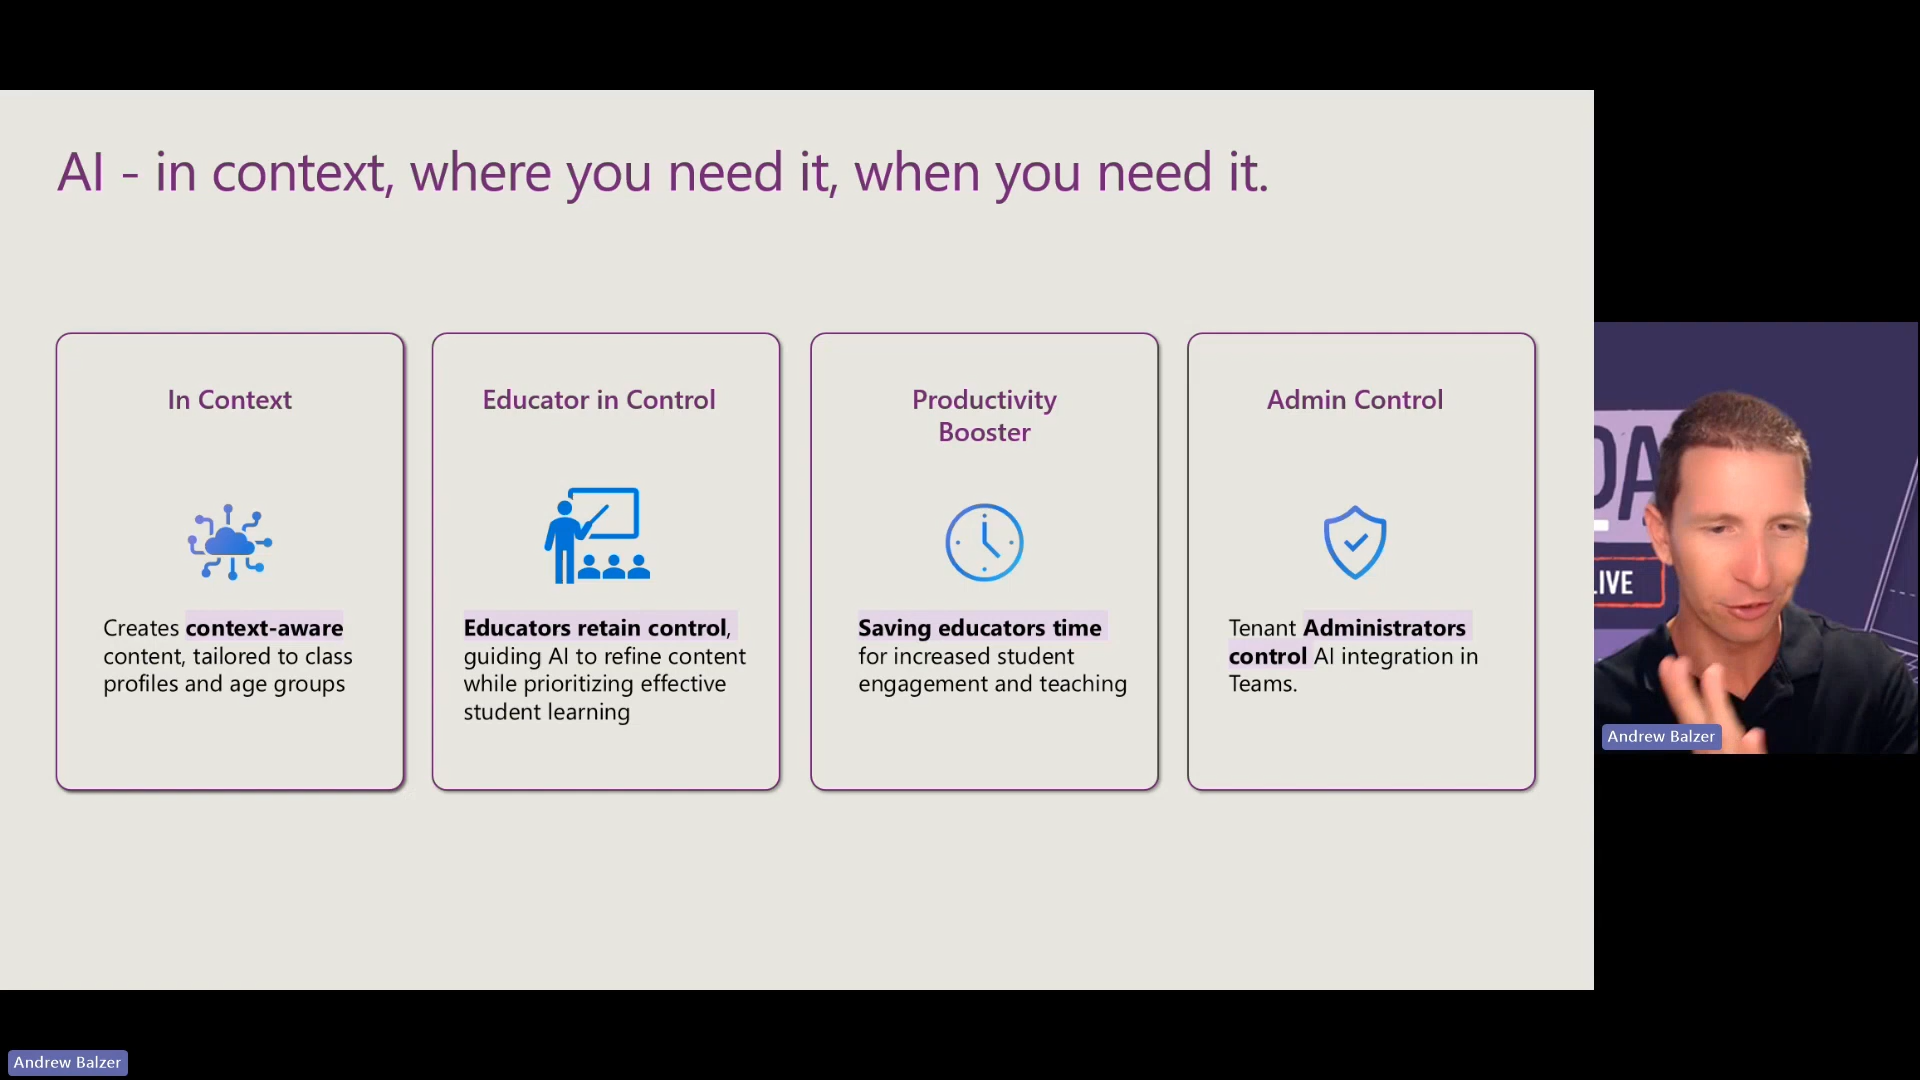 AI - in context, where you need it, when you need it.
In Context
Creates context-aware
content, tailored to class
profiles and age groups
Educator in Control
Educators retain control,
guiding AI to refine content
while prioritizing effective
student learning
Productivity
Booster
Saving educators time
for increased student
engagement and teaching
Admin Control
Tenant Administrators
control AI integration in
Teams.
LIVE
Andrew Balzer
Andrew Balzer